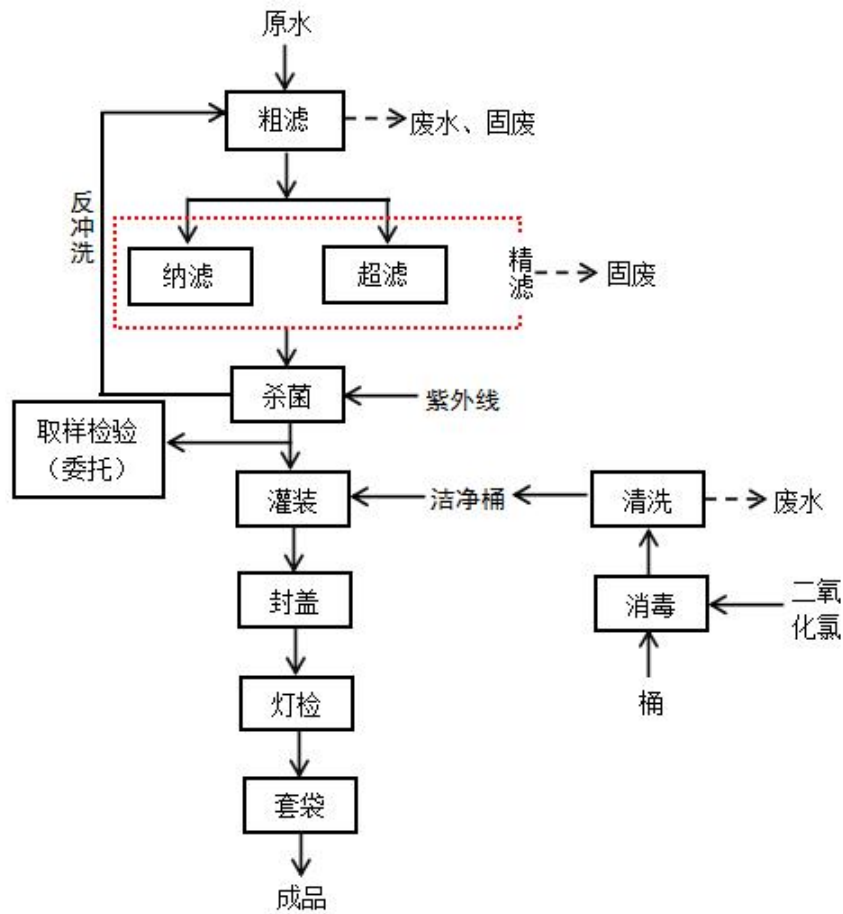 原水
粗滤
废水、固废
反冲洗
纳滤
超滤
精滤
固废
杀菌
紫外线
取样检验
（委托）
灌装
洁净桶
清洗
废水
封盖
消毒
二氧
化氯
灯检
桶
套袋
成品